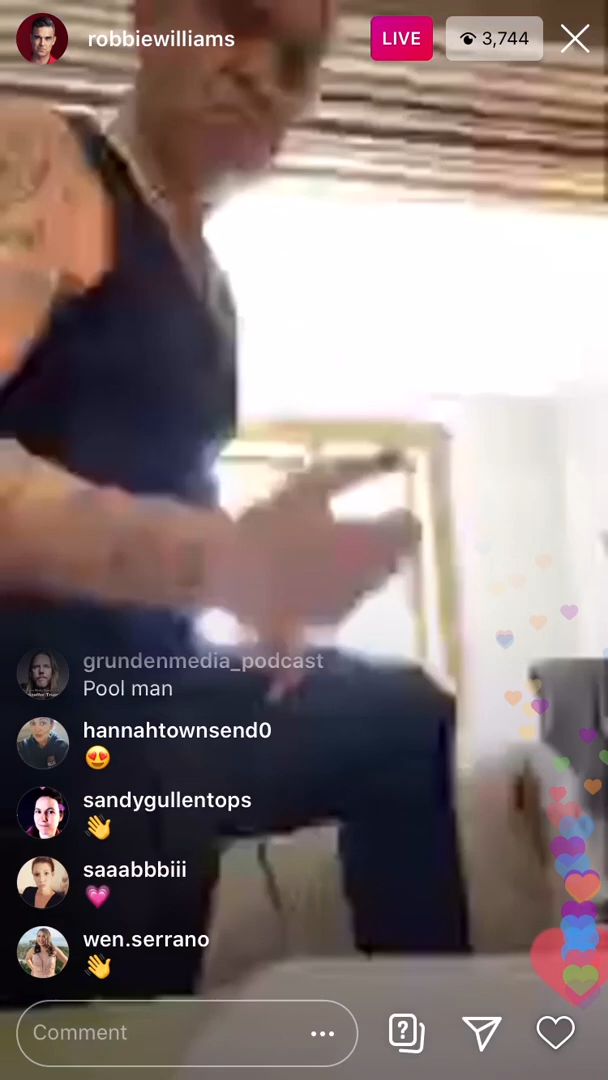 robbiewilliams
LIVE
3,744
grundenmedia_podcast
Pool man
hannahtownsend0
😍
sandygullentops
👋
saaabbbiii
💗
wen.serrano
👋
Comment